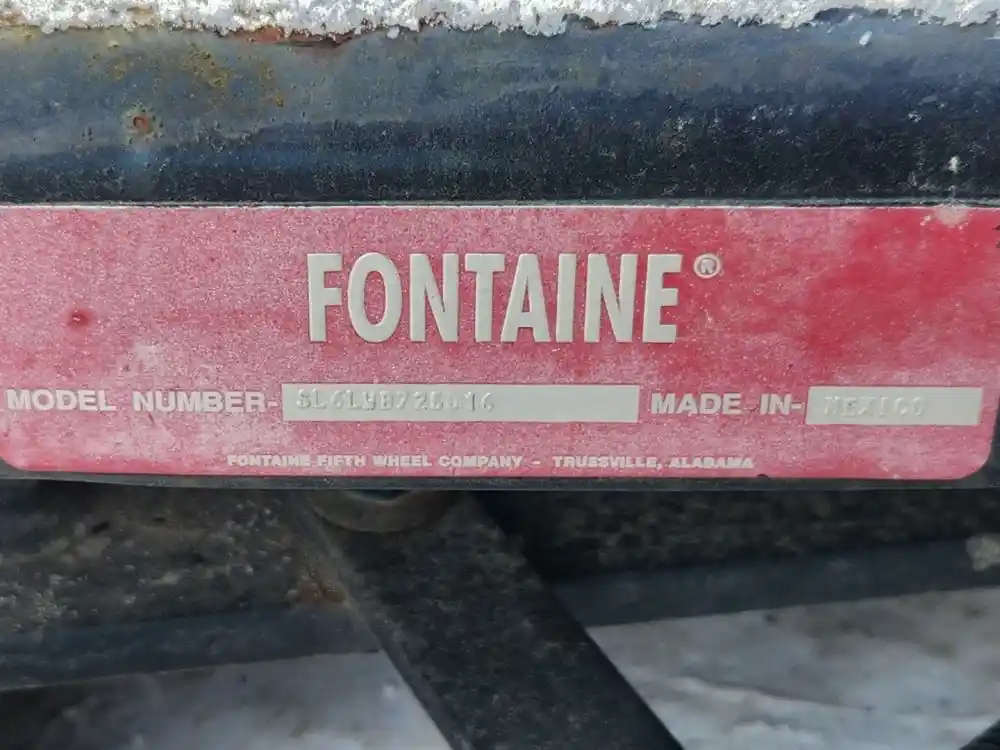 FONTAINE®
MODEL NUMBER- MADE IN- MEXICO
FONTAINE FIFTH WHEEL COMPANY - TRUSSVILLE, ALABAMA